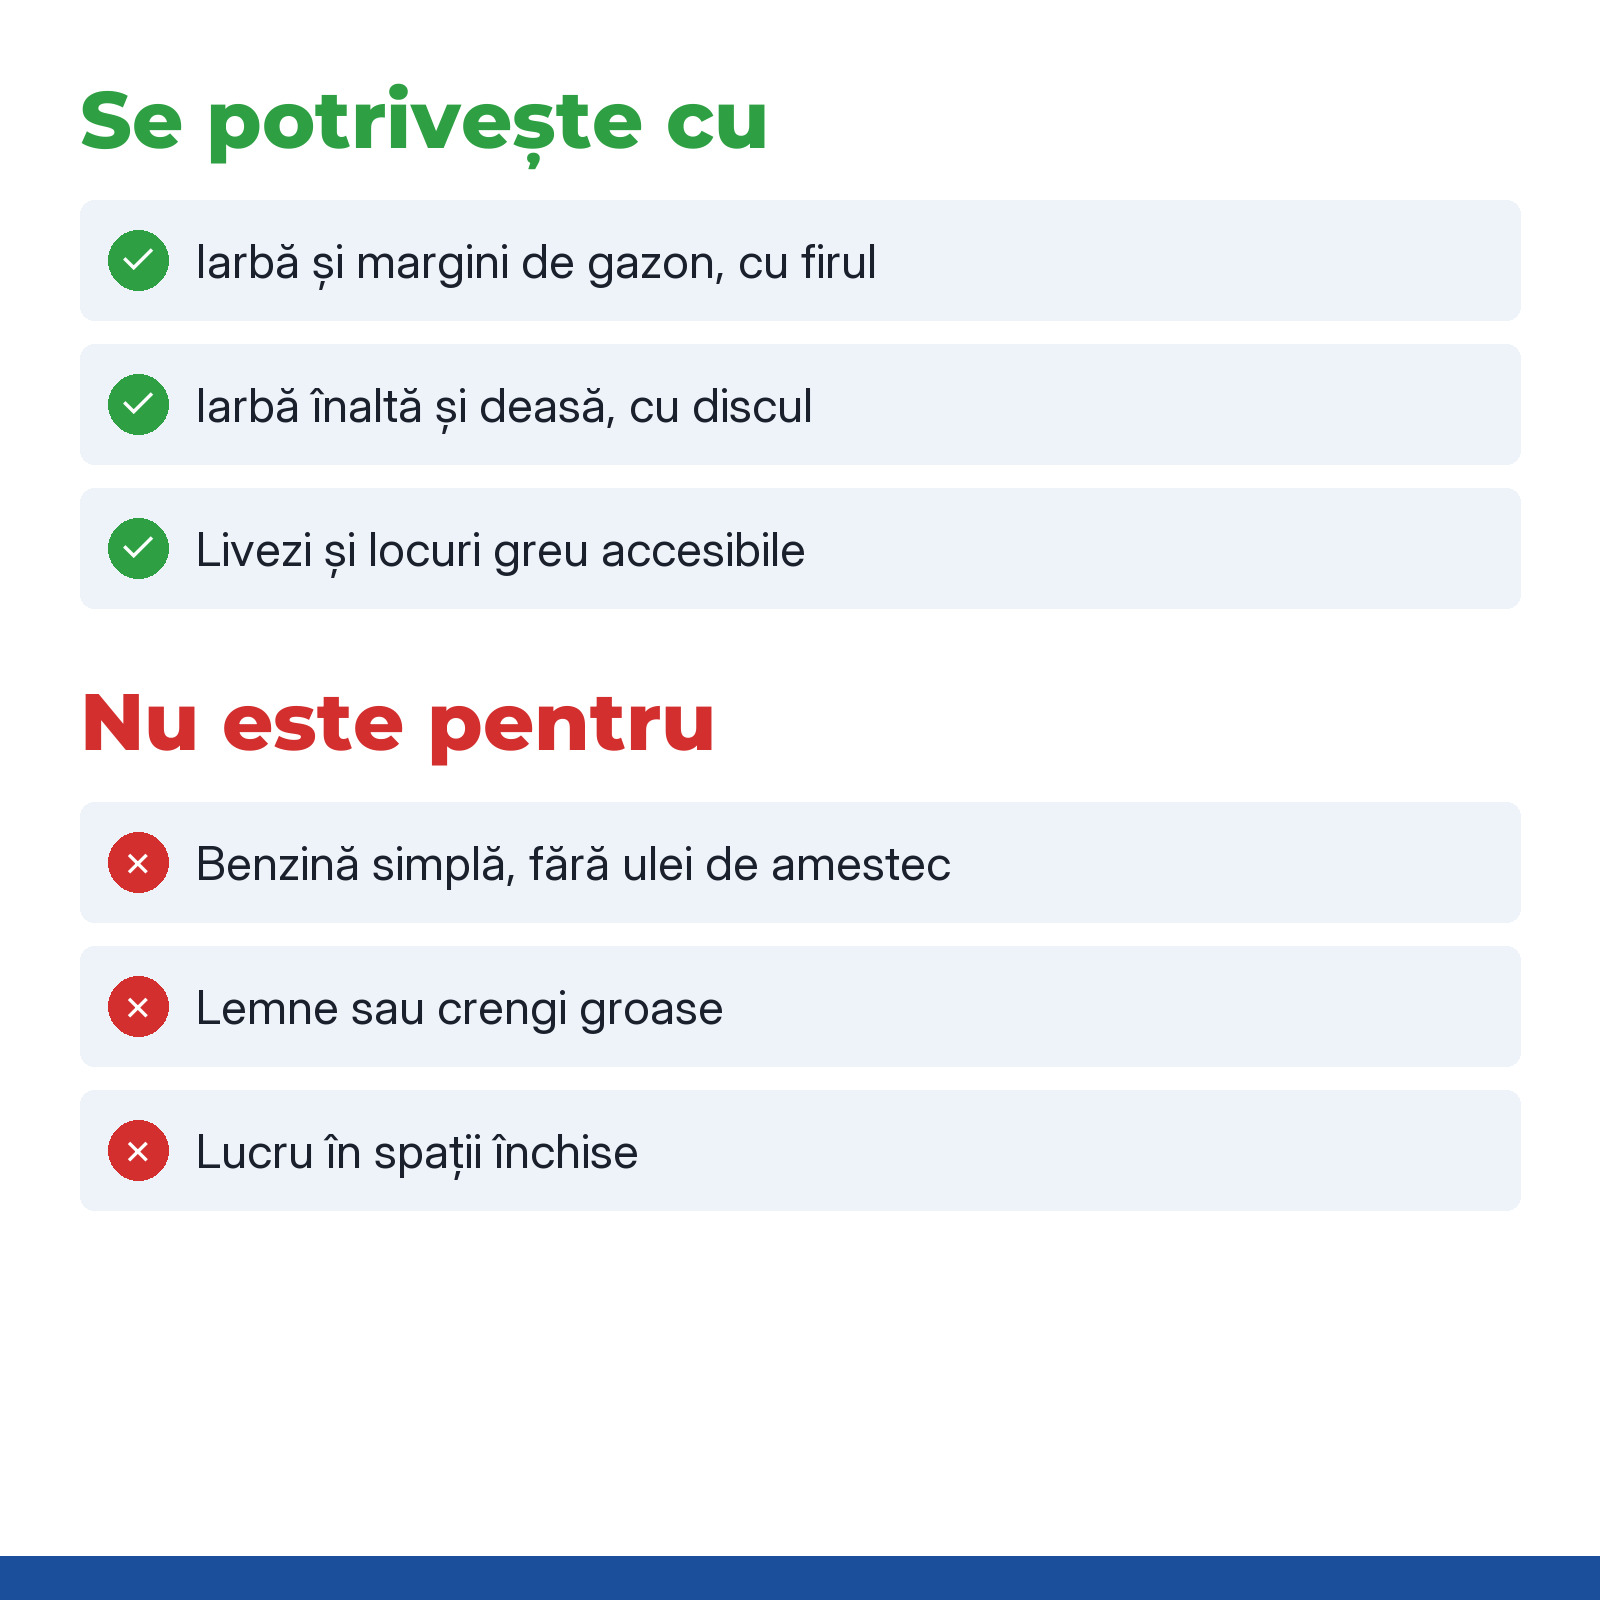 Se potrivește cu
Iarbă și margini de gazon, cu firul
Iarbă înaltă și deasă, cu discul
Livezi și locuri greu accesibile
Nu este pentru
Benzină simplă, fără ulei de amestec
Lemne sau crengi groase
Lucru în spații închise